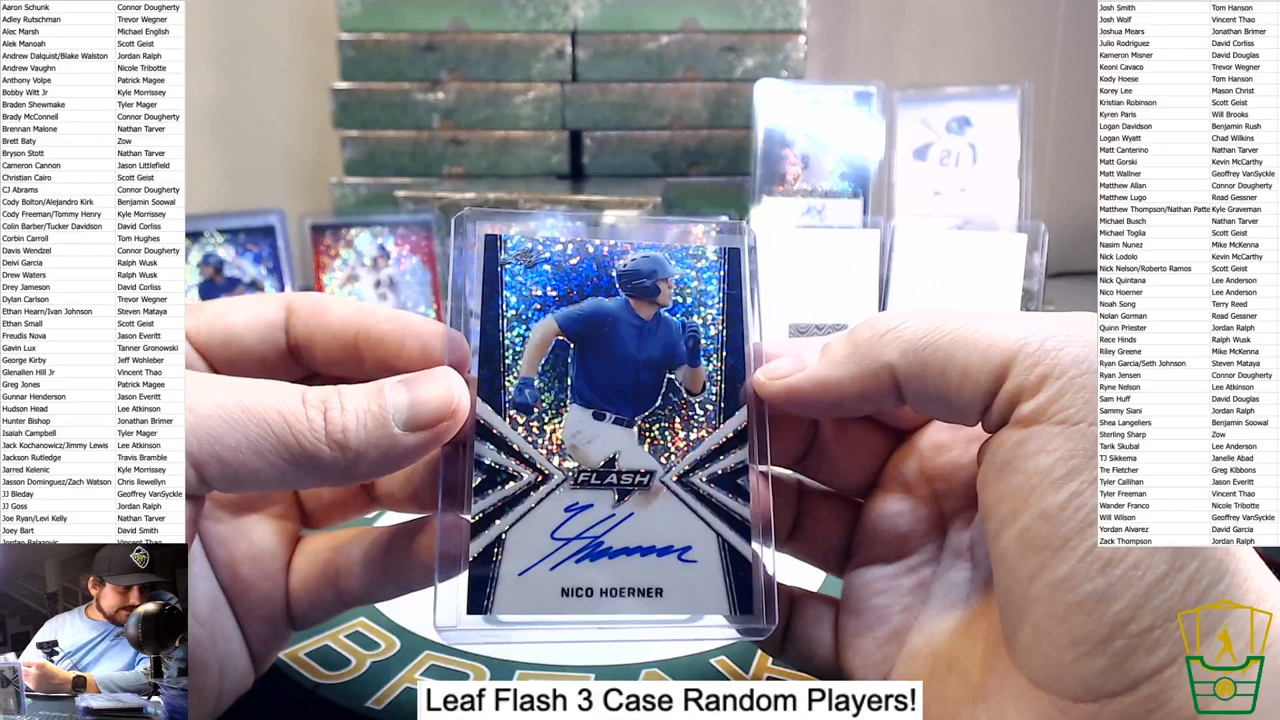 Aaron Schunk Connor Dougherty
Adley Rutschman Trevor Wegner
Alec Marsh Michael English
Alek Manoah Scott Geist
Andrew Dalquist/Blake Walston Jordan Ralph
Andrew Vaughn Nicole Tribotte
Anthony Volpe Patrick Magee
Bobby Witt Jr Kyle Morrissey
Braden Shewmake Tyler Mager
Brady McConnell Connor Dougherty
Brennan Malone Nathan Tarver
Brett Baty Zow
Bryson Stott Nathan Tarver
Cameron Cannon Jason Littlefield
Christian Cairo Scott Geist
CJ Abrams Connor Dougherty
Cody Bolton/Alejandro Kirk Benjamin Soowal
Cody Freeman/Tommy Henry Kyle Morrissey
Colin Barber/Tucker Davidson David Corliss
Corbin Carroll Tom Hughes
Davis Wendzel Connor Dougherty
Deivi Garcia Ralph Wusk
Drew Waters Ralph Wusk
Drey Jameson David Corliss
Dylan Carlson Trevor Wegner
Ethan Hearn/Ivan Johnson Steven Mataya
Ethan Small Scott Geist
Freudis Nova Jason Everitt
Gavin Lux Tanner Gronowski
George Kirby Jeff Wohleber
Glenallen Hill Jr Vincent Thao
Greg Jones Patrick Magee
Gunnar Henderson Jason Everitt
Hudson Head Lee Atkinson
Hunter Bishop Jonathan Brimer
Isaiah Campbell Tyler Mager
Jack Kochanowicz/Jimmy Lewis Lee Atkinson
Jackson Rutledge Travis Bramble
Jarred Kelenic Kyle Morrissey
Jasson Dominguez/Zach Watson Chris llewellyn
JJ Bleday Geoffrey VanSyckle
JJ Goss Jordan Ralph
Joe Ryan/Levi Kelly Nathan Tarver
Joey Bart David Smith
Jordan Balazovic Vincent Thao
Josh Smith Tom Hanson
Josh Wolf Vincent Thao
Joshua Mears Jonathan Brimer
Julio Rodriguez David Corliss
Kameron Misner David Douglas
Keoni Cavaco Trevor Wegner
Kody Hoese Tom Hanson
Korey Lee Mason Christ
Kristian Robinson Scott Geist
Kyren Paris Will Brooks
Logan Davidson Benjamin Rush
Logan Wyatt Chad Wilkins
Matt Canterino Nathan Tarver
Matt Gorski Kevin McCarthy
Matt Wallner Geoffrey VanSyckle
Matthew Allan Connor Dougherty
Matthew Lugo Read Gessner
Matthew Thompson/Nathan Patte Kyle Graveman
Michael Busch Nathan Tarver
Michael Toglia Scott Geist
Nasim Nunez Mike McKenna
Nick Lodolo Kevin McCarthy
Nick Nelson/Roberto Ramos Scott Geist
Nick Quintana Lee Anderson
Nico Hoerner Lee Anderson
Noah Song Terry Reed
Nolan Gorman Read Gessner
Quinn Priester Jordan Ralph
Rece Hinds Ralph Wusk
Riley Greene Mike McKenna
Ryan Garcia/Seth Johnson Steven Mataya
Ryan Jensen Connor Dougherty
Ryne Nelson Lee Atkinson
Sam Huff David Douglas
Sammy Siani Jordan Ralph
Shea Langeliers Benjamin Soowal
Sterling Sharp Zow
Tarik Skubal Lee Anderson
TJ Sikkema Janelle Abad
Tre Fletcher Greg Kibbons
Tyler Callihan Jason Everitt
Tyler Freeman Vincent Thao
Wander Franco Nicole Tribotte
Will Wilson Geoffrey VanSyckle
Yordan Alvarez David Garcia
Zack Thompson Jordan Ralph
15
FLASH
NICO HOERNER
BREAK
Leaf Flash 3 Case Random Players!